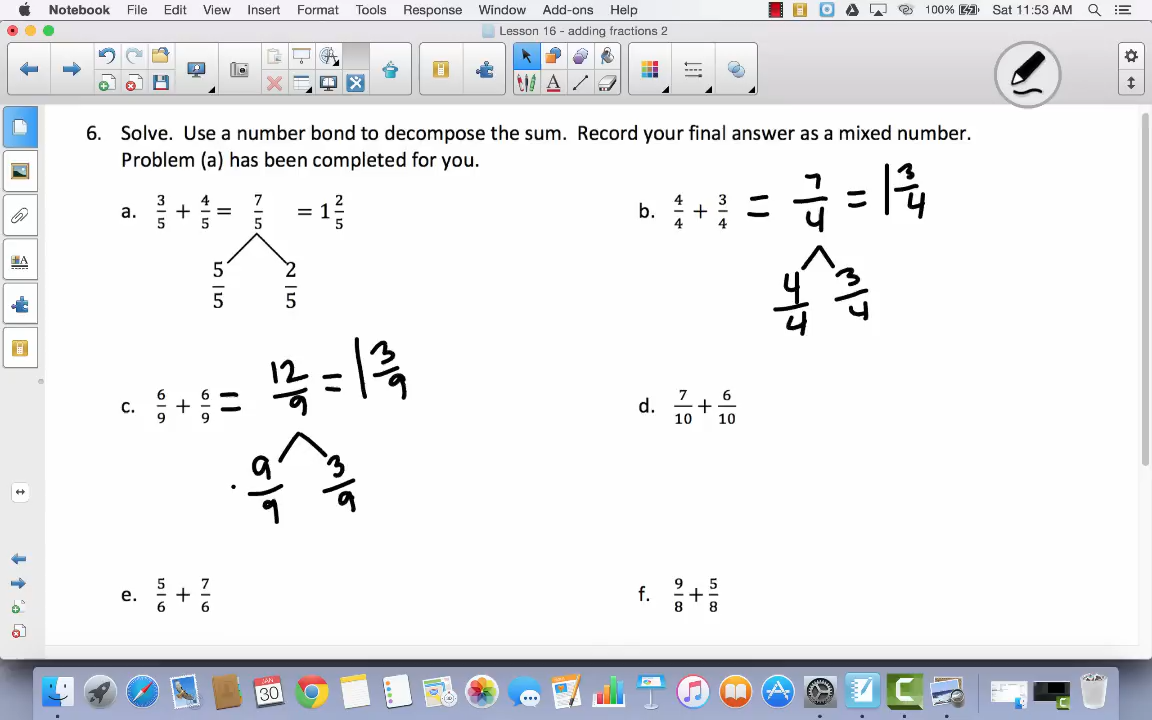 Notebook File Edit View Insert Format Tools Response Window Add-ons Help 100% Sat 11:53 AM
Lesson 16 - adding fractions 2
6. Solve. Use a number bond to decompose the sum. Record your final answer as a mixed number.
Problem (a) has been completed for you.
a. 3/5 + 4/5 = 7/5 = 1 2/5
5/5 2/5
b. 4/4 + 3/4 = 7/4 = 1 3/4
4/4 3/4
c. 6/9 + 6/9 = 12/9 = 1 3/9
9/9 3/9
d. 7/10 + 6/10
e. 5/6 + 7/6
f. 9/8 + 5/8
JAN
30